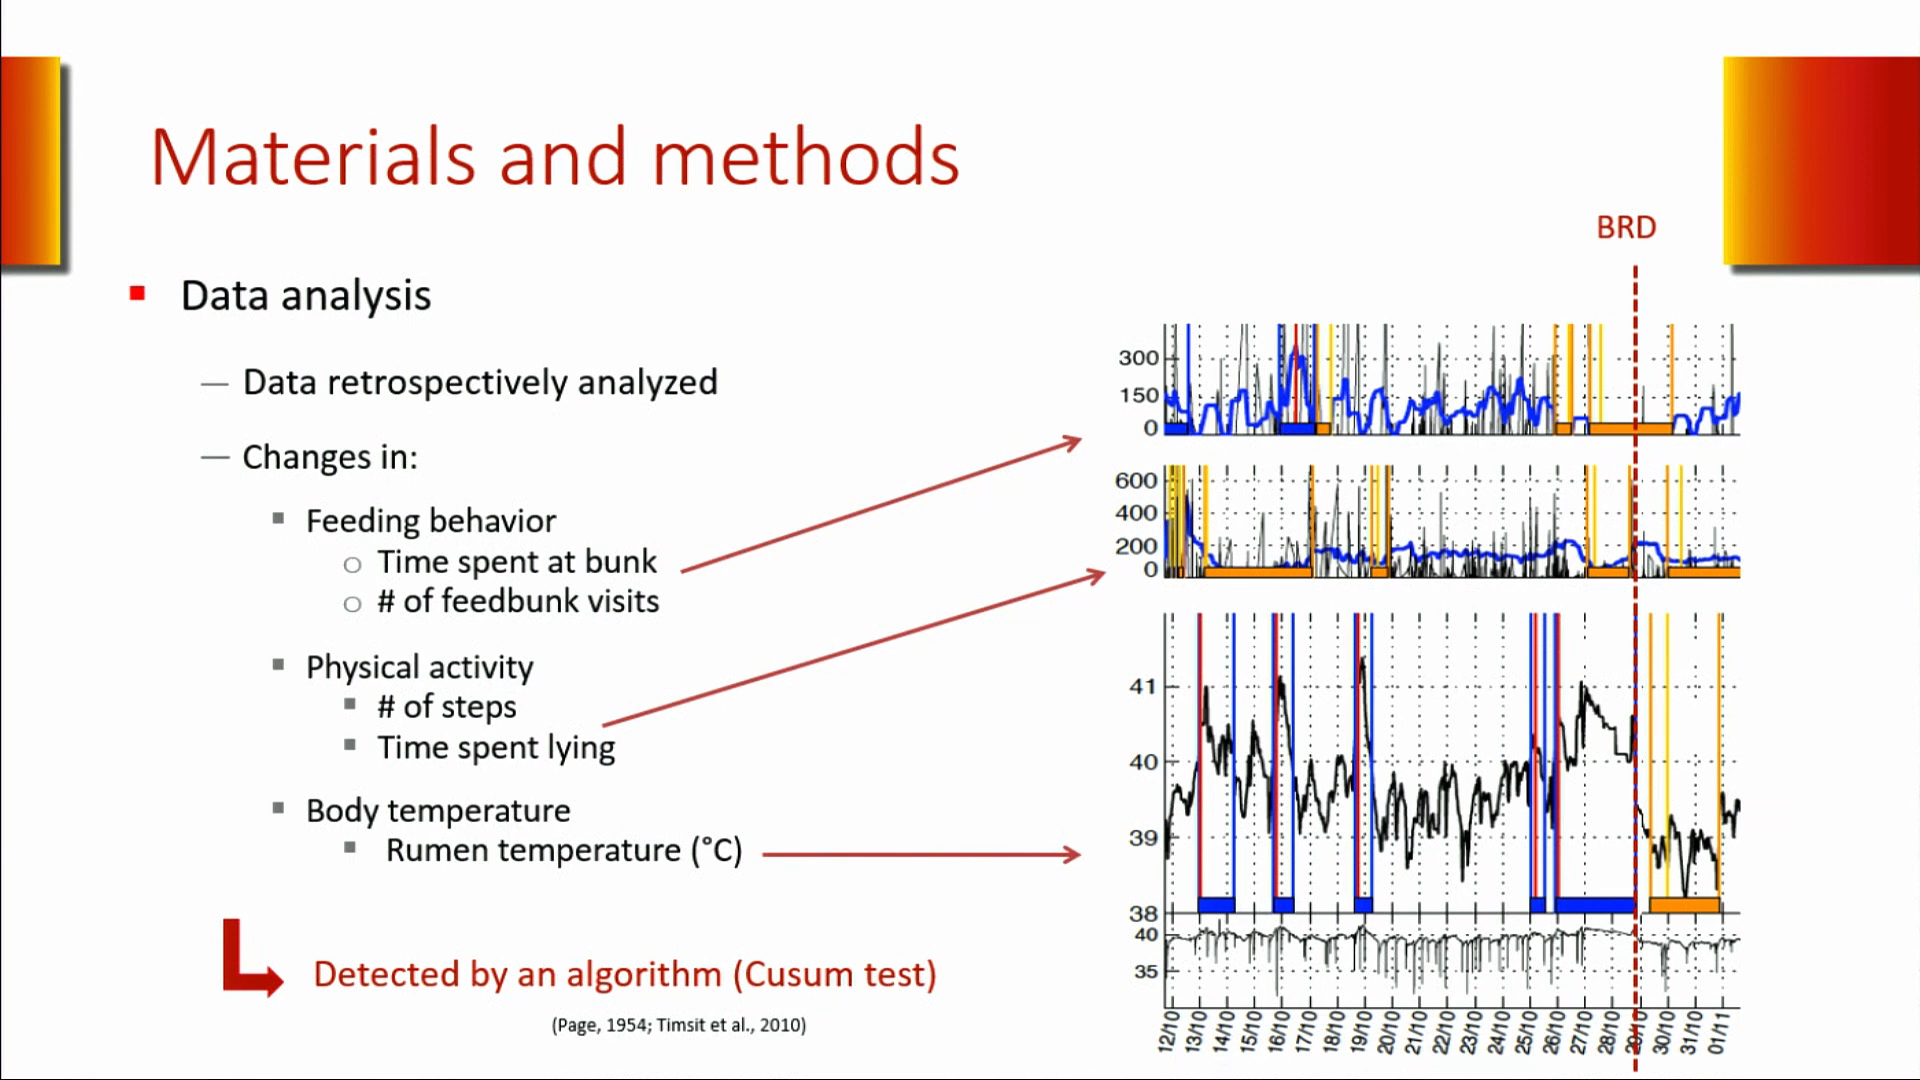 Materials and methods
BRD
Data analysis
— Data retrospectively analyzed
— Changes in:
Feeding behavior
Time spent at bunk
# of feedbunk visits
Physical activity
# of steps
Time spent lying
Body temperature
Rumen temperature (°C)
Detected by an algorithm (Cusum test)
(Page, 1954; Timsit et al., 2010)
300
150
0
600
400
200
0
41
40
39
38
40
35
12/10 13/10 14/10 15/10 16/10 17/10 18/10 19/10 20/10 21/10 22/10 23/10 24/10 25/10 26/10 27/10 28/10 29/10 30/10 31/10 01/11